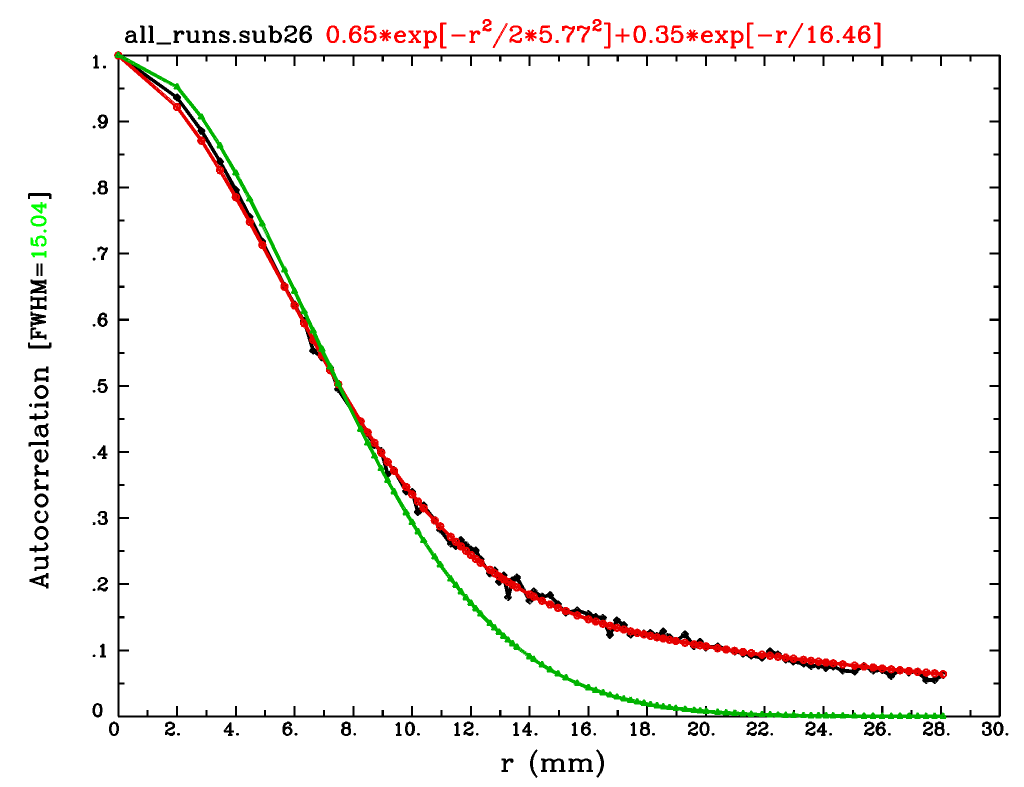 all_runs.sub26 0.65*exp[-r²/2*5.77²]+0.35*exp[-r/16.46]
1.
.9
.8
.7
.6
.5
.4
.3
.2
.1
0
Autocorrelation [FWHM=15.04]
0 2. 4. 6. 8. 10. 12. 14. 16. 18. 20. 22. 24. 26. 28. 30.
r (mm)